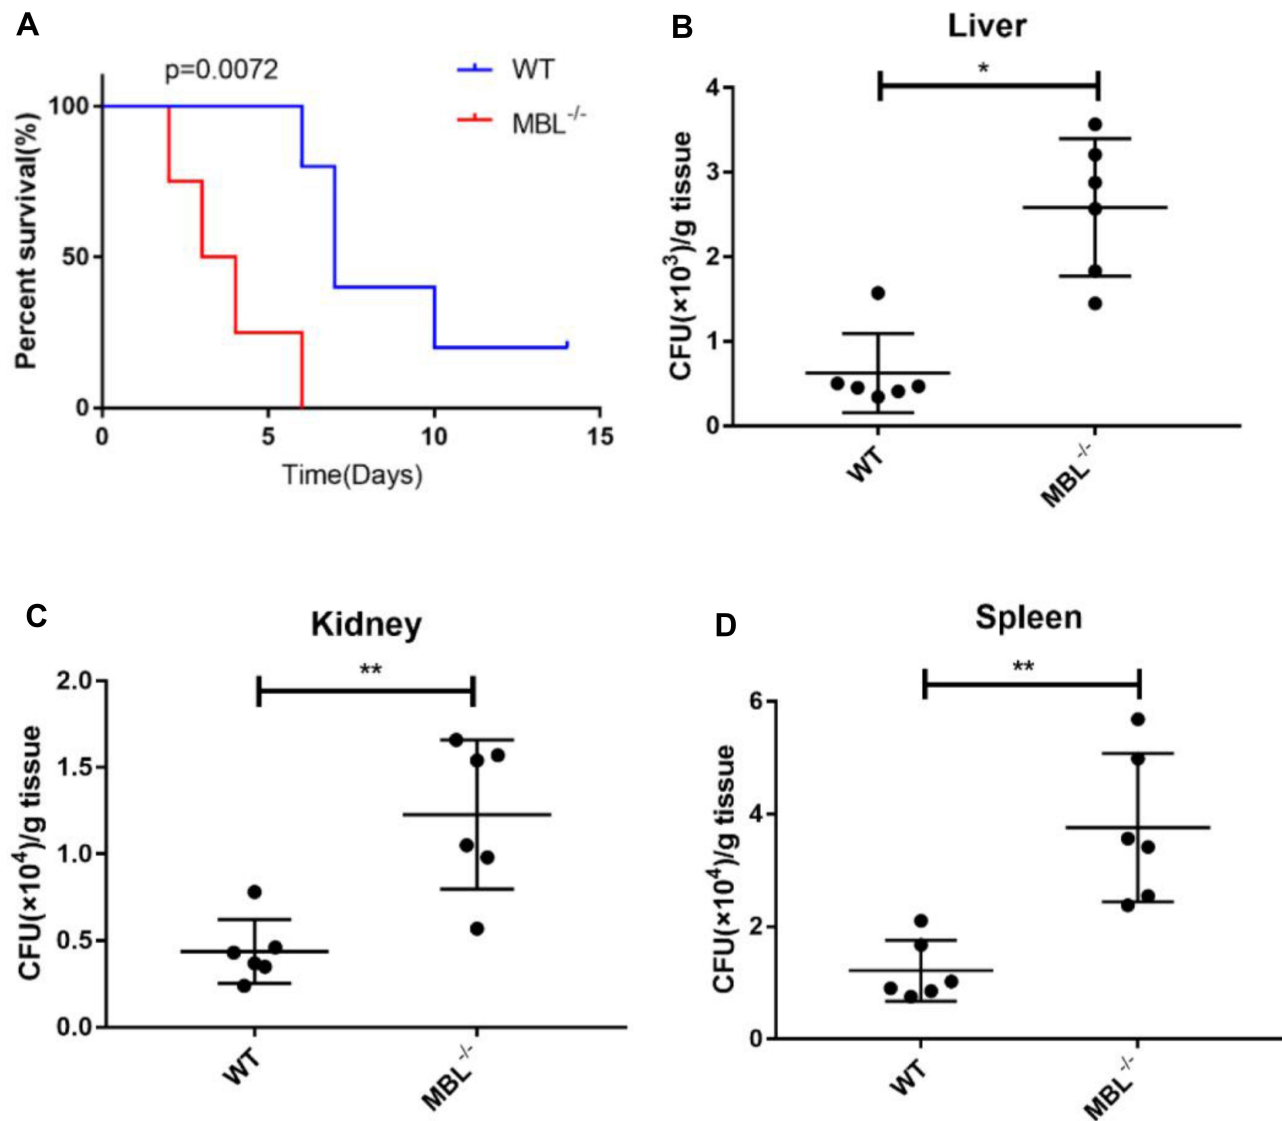 A
p=0.0072
WT
MBL-/-
Percent survival(%)
100
50
0
0 5 10 15
Time(Days)
B
Liver
*
CFU(×10³)/g tissue
4
3
2
1
0
WT
MBL-/-
C
Kidney
**
CFU(×10⁴)/g tissue
2.0
1.5
1.0
0.5
0.0
WT
MBL-/-
D
Spleen
**
CFU(×10⁴)/g tissue
6
4
2
0
WT
MBL-/-